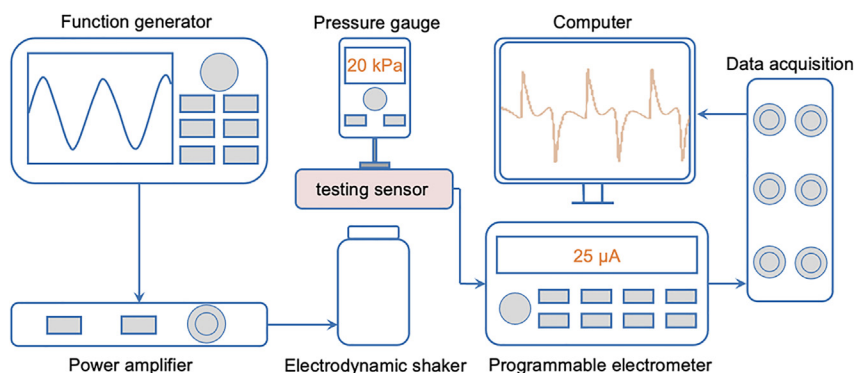 Function generator
Pressure gauge
Computer
Data acquisition
20 kPa
testing sensor
25 µA
Power amplifier
Electrodynamic shaker
Programmable electrometer